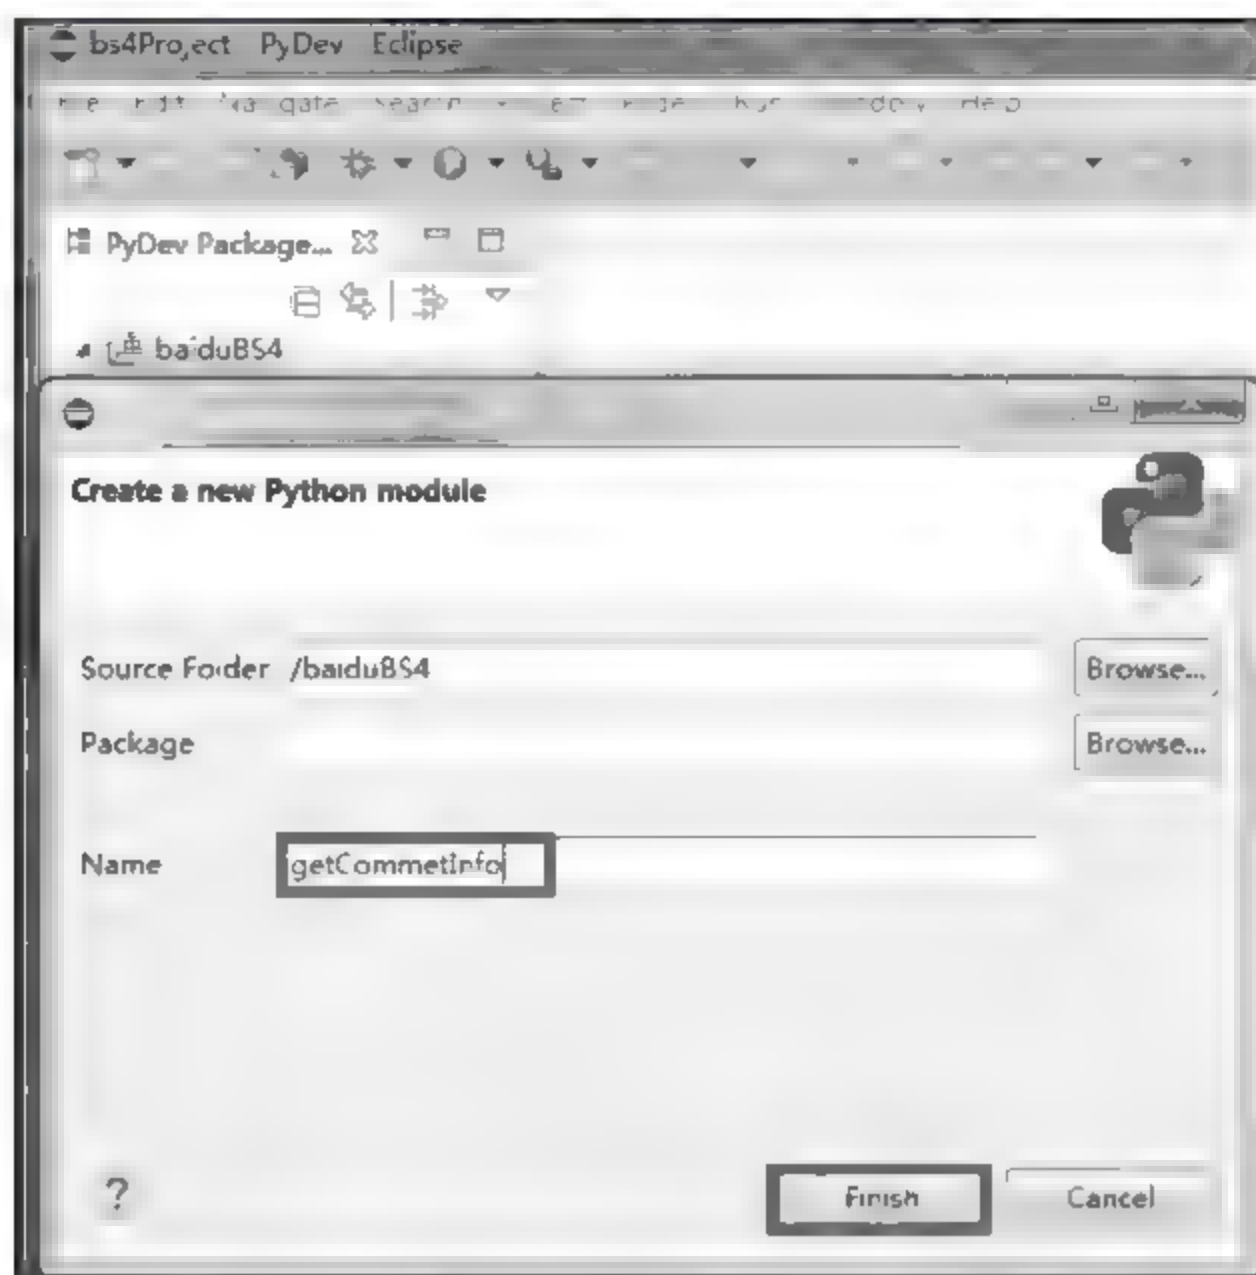 bs4Project PyDev Eclipse
Help
PyDev Package...
baiduBS4
Create a new Python module
Source Folder /baiduBS4 Browse...
Package Browse...
Name getCommetInfo
? Finish Cancel